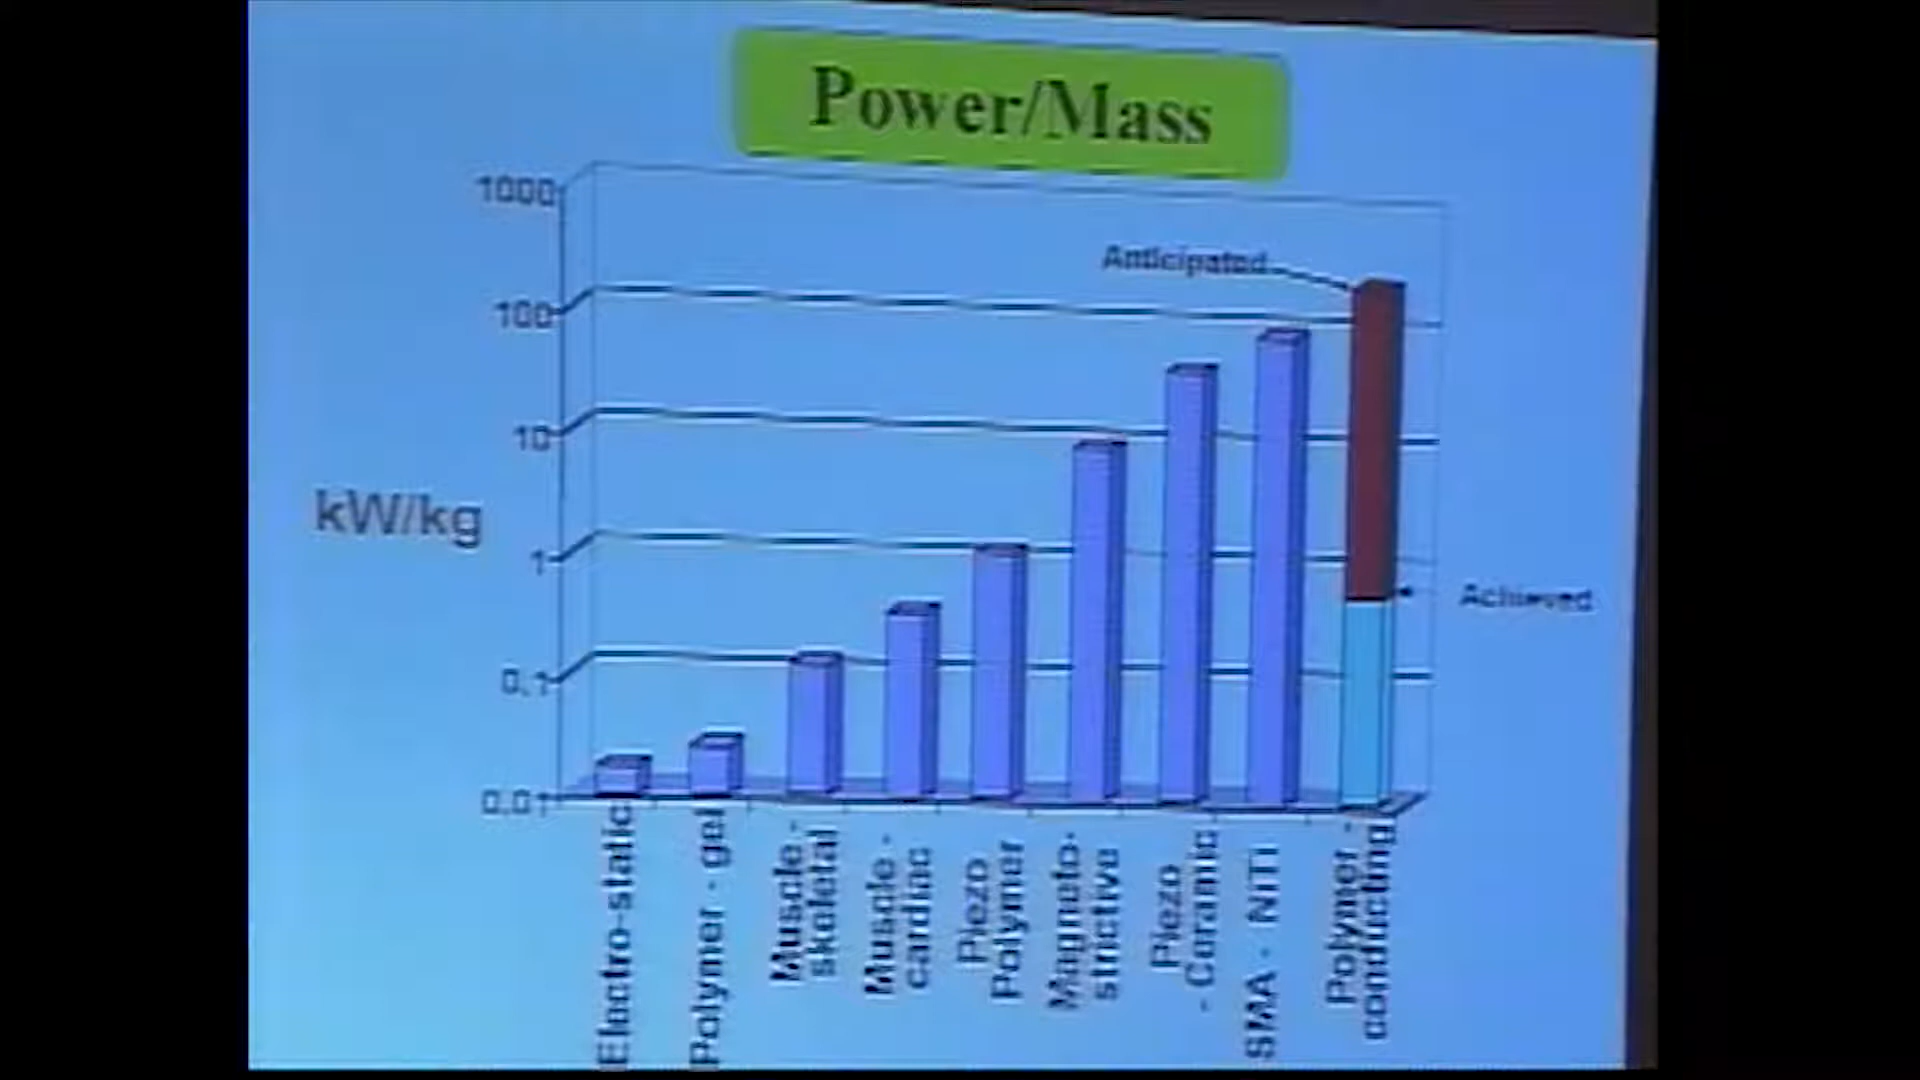 Power/Mass
1000
100
10
1
0.1
0.01
kW/kg
Anticipated
Achieved
Electro-static
Polymer - gel
Muscle -
skeletal
Muscle -
cardiac
Piezo
Polymer
Magneto-
strictive
Piezo
- Ceramic
SMA - NiTi
Polymer -
conducting